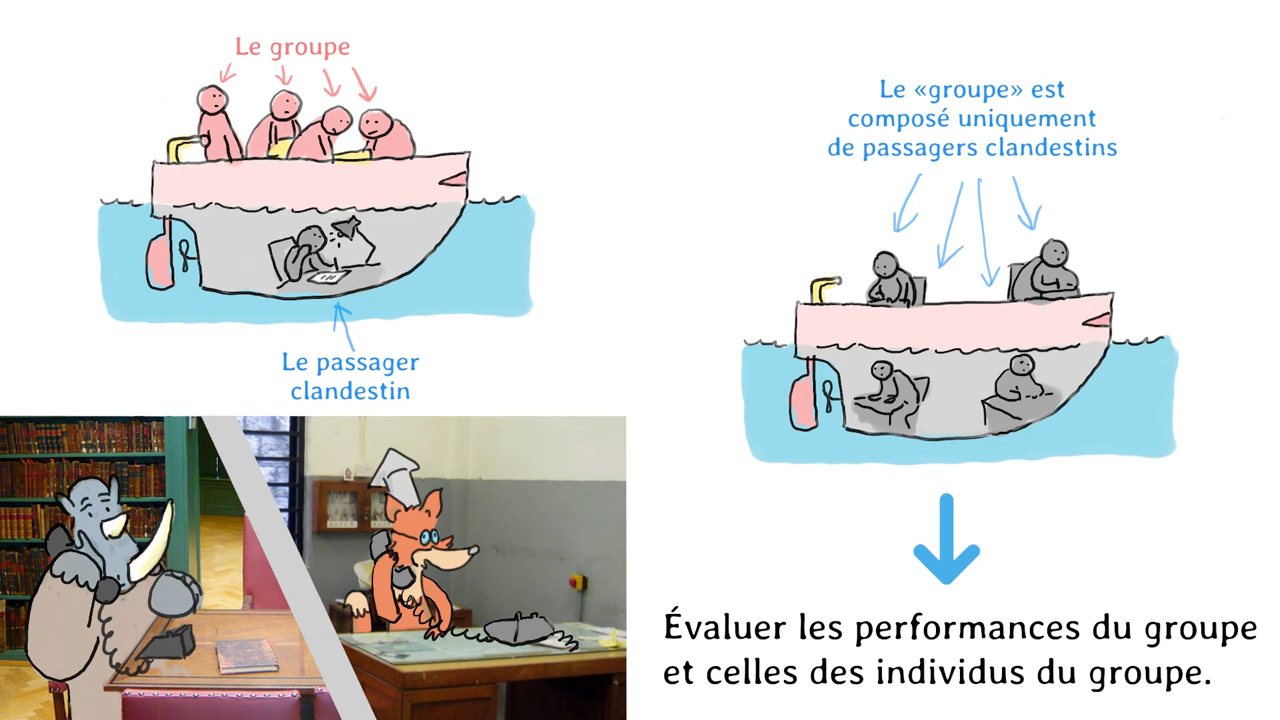 Le groupe
Le passager
clandestin
Le «groupe» est
composé uniquement
de passagers clandestins
Évaluer les performances du groupe
et celles des individus du groupe.